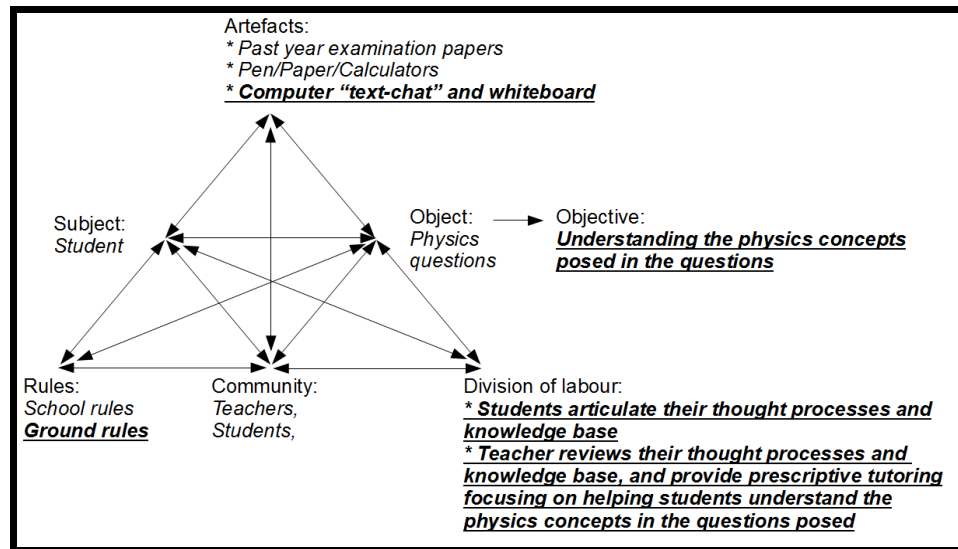 Artefacts:
* Past year examination papers
* Pen/Paper/Calculators
* Computer “text-chat” and whiteboard
Subject:
Student
Object:
Physics
questions
Objective:
Understanding the physics concepts
posed in the questions
Rules:
School rules
Ground rules
Community:
Teachers,
Students,
Division of labour:
* Students articulate their thought processes and
knowledge base
* Teacher reviews their thought processes and
knowledge base, and provide prescriptive tutoring
focusing on helping students understand the
physics concepts in the questions posed